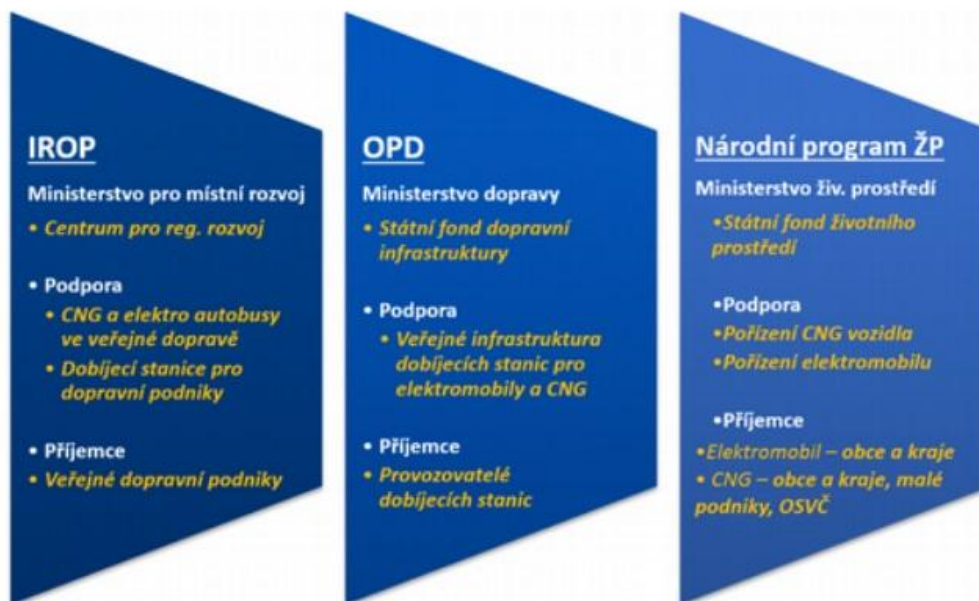 IROP
Ministerstvo pro místní rozvoj
• Centrum pro reg. rozvoj
• Podpora
• CNG a elektro autobusy
ve veřejné dopravě
• Dobíjecí stanice pro
dopravní podniky
• Příjemce
• Veřejné dopravní podniky
OPD
Ministerstvo dopravy
• Státní fond dopravní
infrastruktury
• Podpora
• Veřejné infrastruktura
dobíjecích stanic pro
elektromobily a CNG
• Příjemce
• Provozovatelé
dobíjecích stanic
Národní program ŽP
Ministerstvo živ. prostředí
•Státní fond životního
prostředí
•Podpora
•Pořízení CNG vozidla
•Pořízení elektromobilu
•Příjemce
•Elektromobil – obce a kraje
• CNG – obce a kraje, malé
podniky, OSVČ